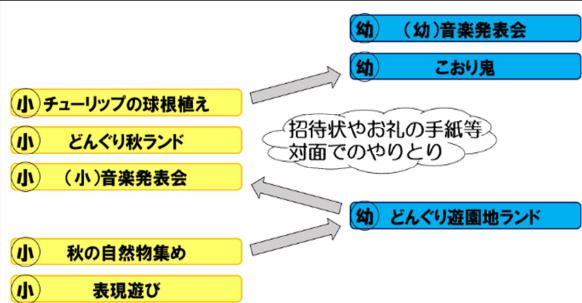 幼 （幼）音楽発表会
幼 こおり鬼
小 チューリップの球根植え
小 どんぐり秋ランド
小 （小）音楽発表会
招待状やお礼の手紙等
対面でのやりとり
幼 どんぐり遊園地ランド
小 秋の自然物集め
小 表現遊び